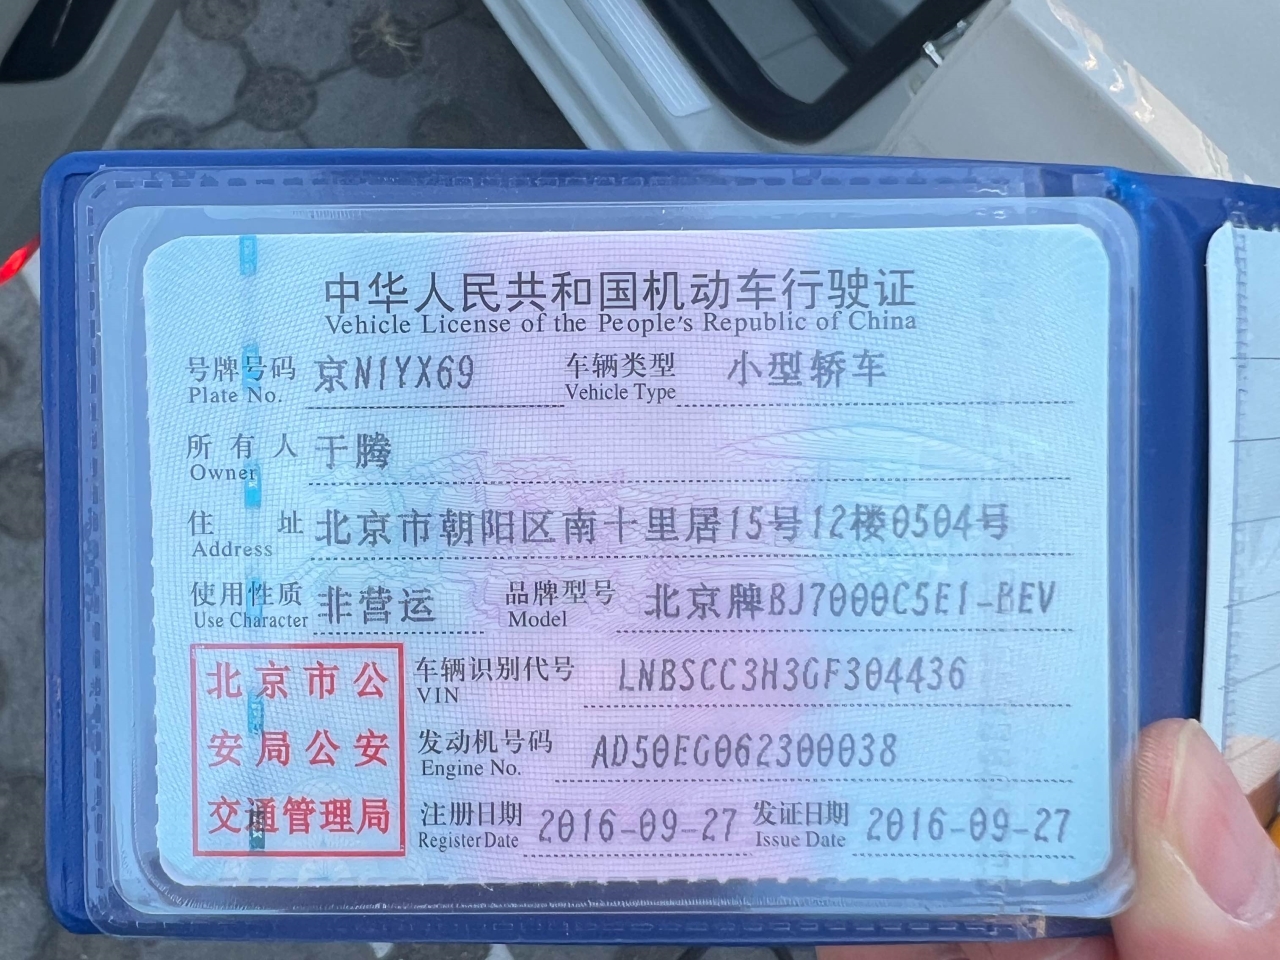 中华人民共和国机动车行驶证
Vehicle License of the People's Republic of China
号牌号码 京N1YX69 车辆类型 小型轿车
Plate No. Vehicle Type
所有人 于腾
Owner
住址 北京市朝阳区南十里居15号12楼0504号
Address
使用性质 非营运 品牌型号 北京牌BJ7000C5E1-BEV
Use Character Model
车辆识别代号 LNBSCC3H3GF304436
VIN
发动机号码 AD50EG062300038
Engine No.
注册日期 2016-09-27 发证日期 2016-09-27
Register Date Issue Date
北京市公
安局公安
交通管理局